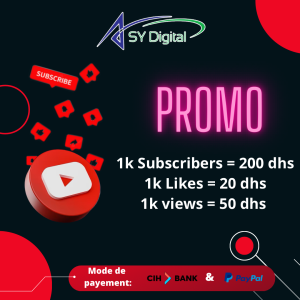 SY Digital
SUBSCRIBE
PROMO
1k Subscribers = 200 dhs
1k Likes = 20 dhs
1k views = 50 dhs
Mode de payement: CIH BANK & PayPal